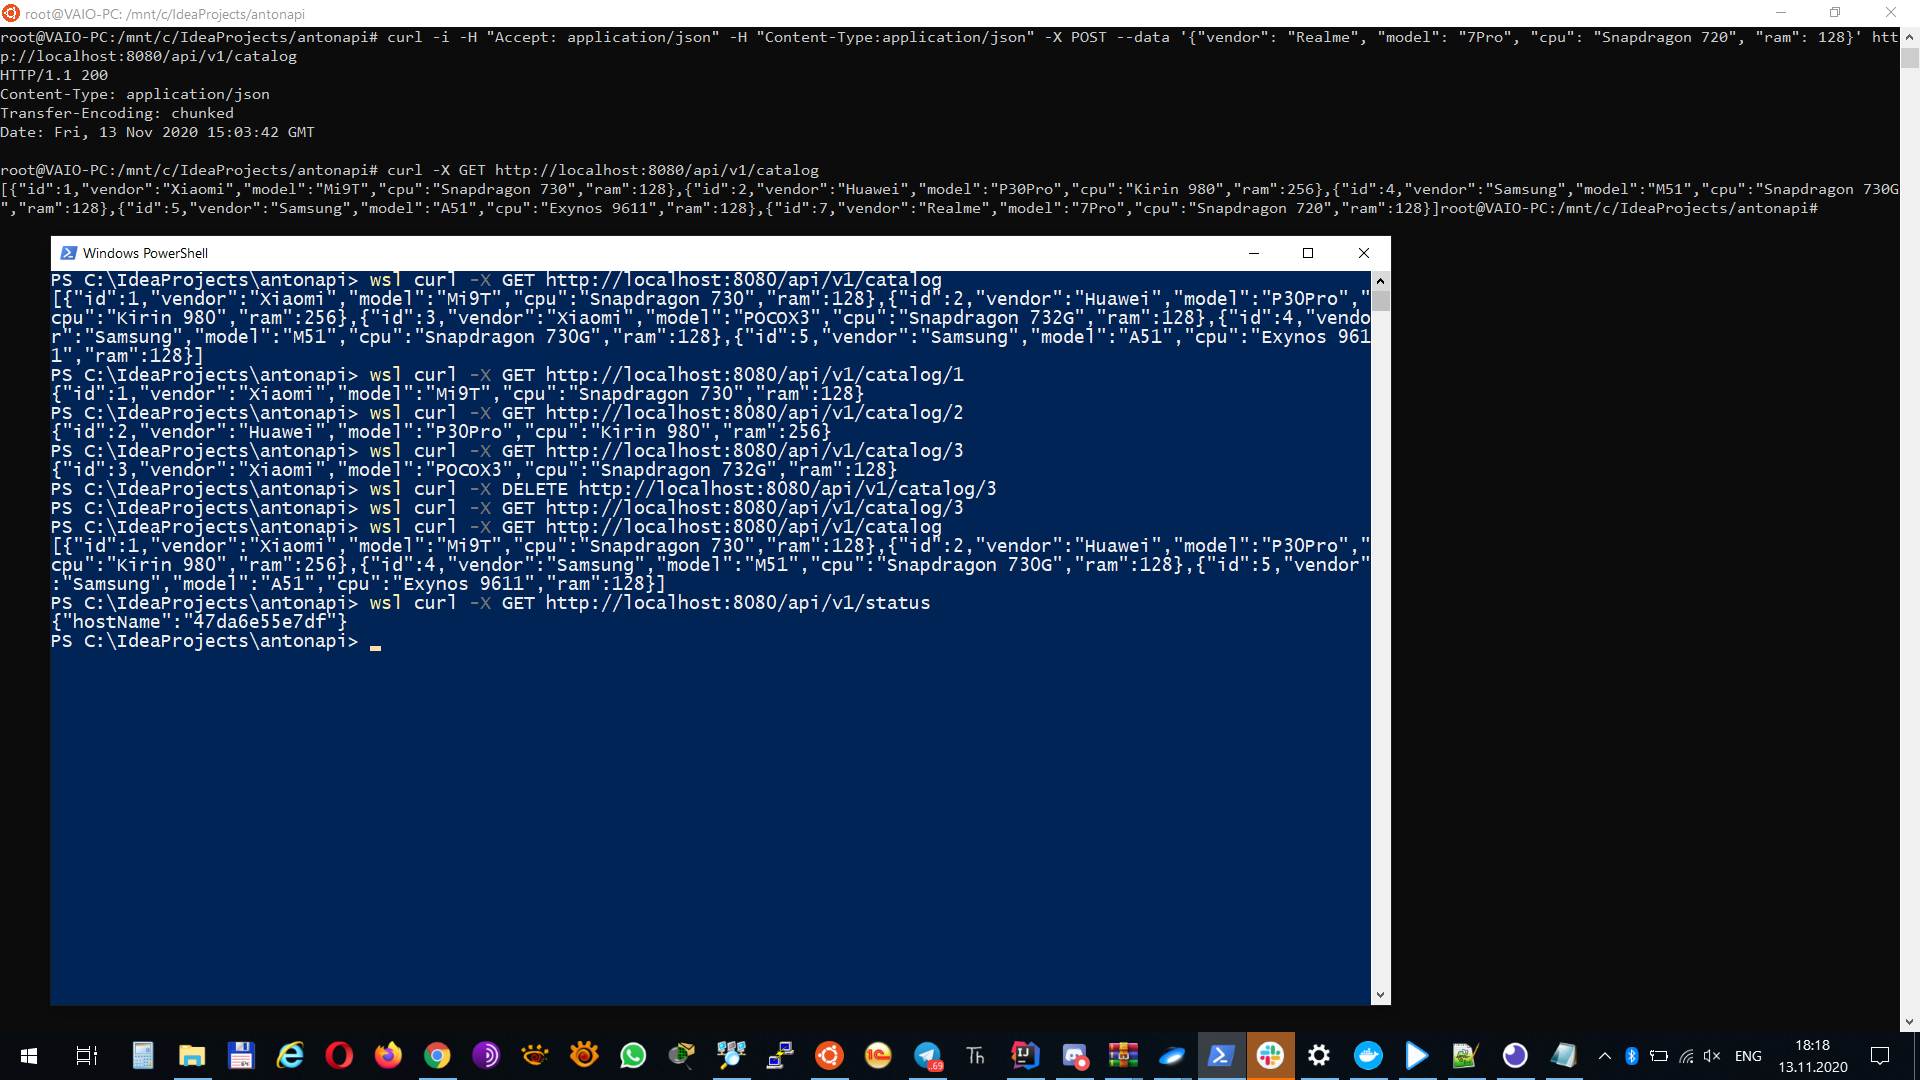 root@VAIO-PC: /mnt/c/IdeaProjects/antonapi
root@VAIO-PC:/mnt/c/IdeaProjects/antonapi# curl -i -H "Accept: application/json" -H "Content-Type:application/json" -X POST --data '{"vendor": "Realme", "model": "7Pro", "cpu": "Snapdragon 720", "ram": 128}' htt
p://localhost:8080/api/v1/catalog
HTTP/1.1 200
Content-Type: application/json
Transfer-Encoding: chunked
Date: Fri, 13 Nov 2020 15:03:42 GMT
root@VAIO-PC:/mnt/c/IdeaProjects/antonapi# curl -X GET http://localhost:8080/api/v1/catalog
[{"id":1,"vendor":"Xiaomi","model":"Mi9T","cpu":"Snapdragon 730","ram":128},{"id":2,"vendor":"Huawei","model":"P30Pro","cpu":"Kirin 980","ram":256},{"id":4,"vendor":"Samsung","model":"M51","cpu":"Snapdragon 730G
","ram":128},{"id":5,"vendor":"Samsung","model":"A51","cpu":"Exynos 9611","ram":128},{"id":7,"vendor":"Realme","model":"7Pro","cpu":"Snapdragon 720","ram":128}]root@VAIO-PC:/mnt/c/IdeaProjects/antonapi#
Windows PowerShell
PS C:\IdeaProjects\antonapi> wsl curl -X GET http://localhost:8080/api/v1/catalog
[{"id":1,"vendor":"Xiaomi","model":"Mi9T","cpu":"Snapdragon 730","ram":128},{"id":2,"vendor":"Huawei","model":"P30Pro","
cpu":"Kirin 980","ram":256},{"id":3,"vendor":"Xiaomi","model":"POCOX3","cpu":"Snapdragon 732G","ram":128},{"id":4,"vendo
r":"Samsung","model":"M51","cpu":"Snapdragon 730G","ram":128},{"id":5,"vendor":"Samsung","model":"A51","cpu":"Exynos 961
1","ram":128}]
PS C:\IdeaProjects\antonapi> wsl curl -X GET http://localhost:8080/api/v1/catalog/1
{"id":1,"vendor":"Xiaomi","model":"Mi9T","cpu":"Snapdragon 730","ram":128}
PS C:\IdeaProjects\antonapi> wsl curl -X GET http://localhost:8080/api/v1/catalog/2
{"id":2,"vendor":"Huawei","model":"P30Pro","cpu":"Kirin 980","ram":256}
PS C:\IdeaProjects\antonapi> wsl curl -X GET http://localhost:8080/api/v1/catalog/3
{"id":3,"vendor":"Xiaomi","model":"POCOX3","cpu":"Snapdragon 732G","ram":128}
PS C:\IdeaProjects\antonapi> wsl curl -X DELETE http://localhost:8080/api/v1/catalog/3
PS C:\IdeaProjects\antonapi> wsl curl -X GET http://localhost:8080/api/v1/catalog/3
PS C:\IdeaProjects\antonapi> wsl curl -X GET http://localhost:8080/api/v1/catalog
[{"id":1,"vendor":"Xiaomi","model":"Mi9T","cpu":"Snapdragon 730","ram":128},{"id":2,"vendor":"Huawei","model":"P30Pro","
cpu":"Kirin 980","ram":256},{"id":4,"vendor":"Samsung","model":"M51","cpu":"Snapdragon 730G","ram":128},{"id":5,"vendor"
:"Samsung","model":"A51","cpu":"Exynos 9611","ram":128}]
PS C:\IdeaProjects\antonapi> wsl curl -X GET http://localhost:8080/api/v1/status
{"hostName":"47da6e55e7df"}
PS C:\IdeaProjects\antonapi>
Th
IJ
69
ENG
18:18
13.11.2020